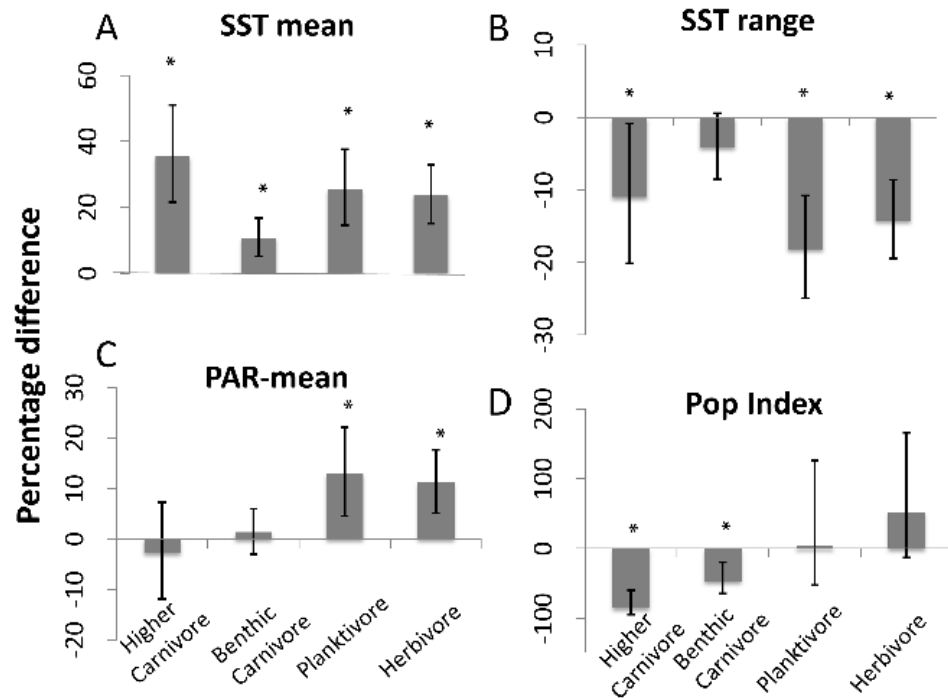 A
SST mean
*
*
*
*
60
40
20
0
B
SST range
*
*
*
10
0
-10
-20
-30
Percentage difference
C
PAR-mean
*
*
30
20
10
0
-10
-20
Higher
Carnivore
Benthic
Carnivore
Planktivore
Herbivore
D
Pop Index
*
*
200
100
0
-100
Higher
Carnivore
Benthic
Carnivore
Planktivore
Herbivore